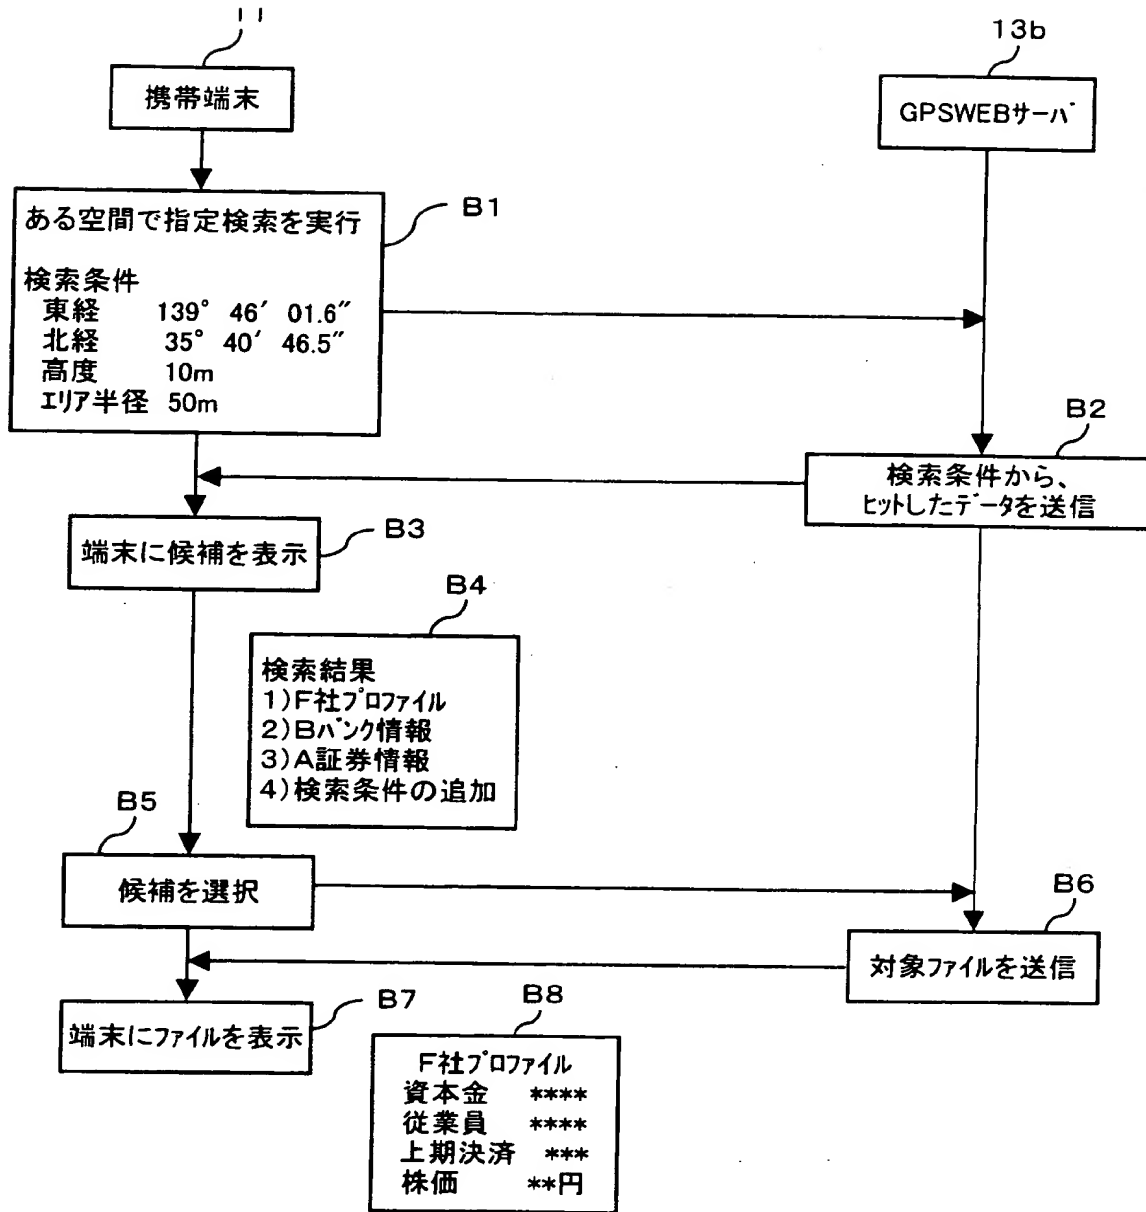 11
13b
携帯端末
GPSWEBサーバ
B1
ある空間で指定検索を実行
検索条件
東経 139° 46′ 01.6″
北経 35° 40′ 46.5″
高度 10m
エリア半径 50m
B2
検索条件から、
ヒットしたデータを送信
B3
端末に候補を表示
B4
検索結果
1)F社プロファイル
2)Bバンク情報
3)A証券情報
4)検索条件の追加
B5
候補を選択
B6
対象ファイルを送信
B7
端末にファイルを表示
B8
F社プロファイル
資本金 ****
従業員 ****
上期決済 ***
株価 **円